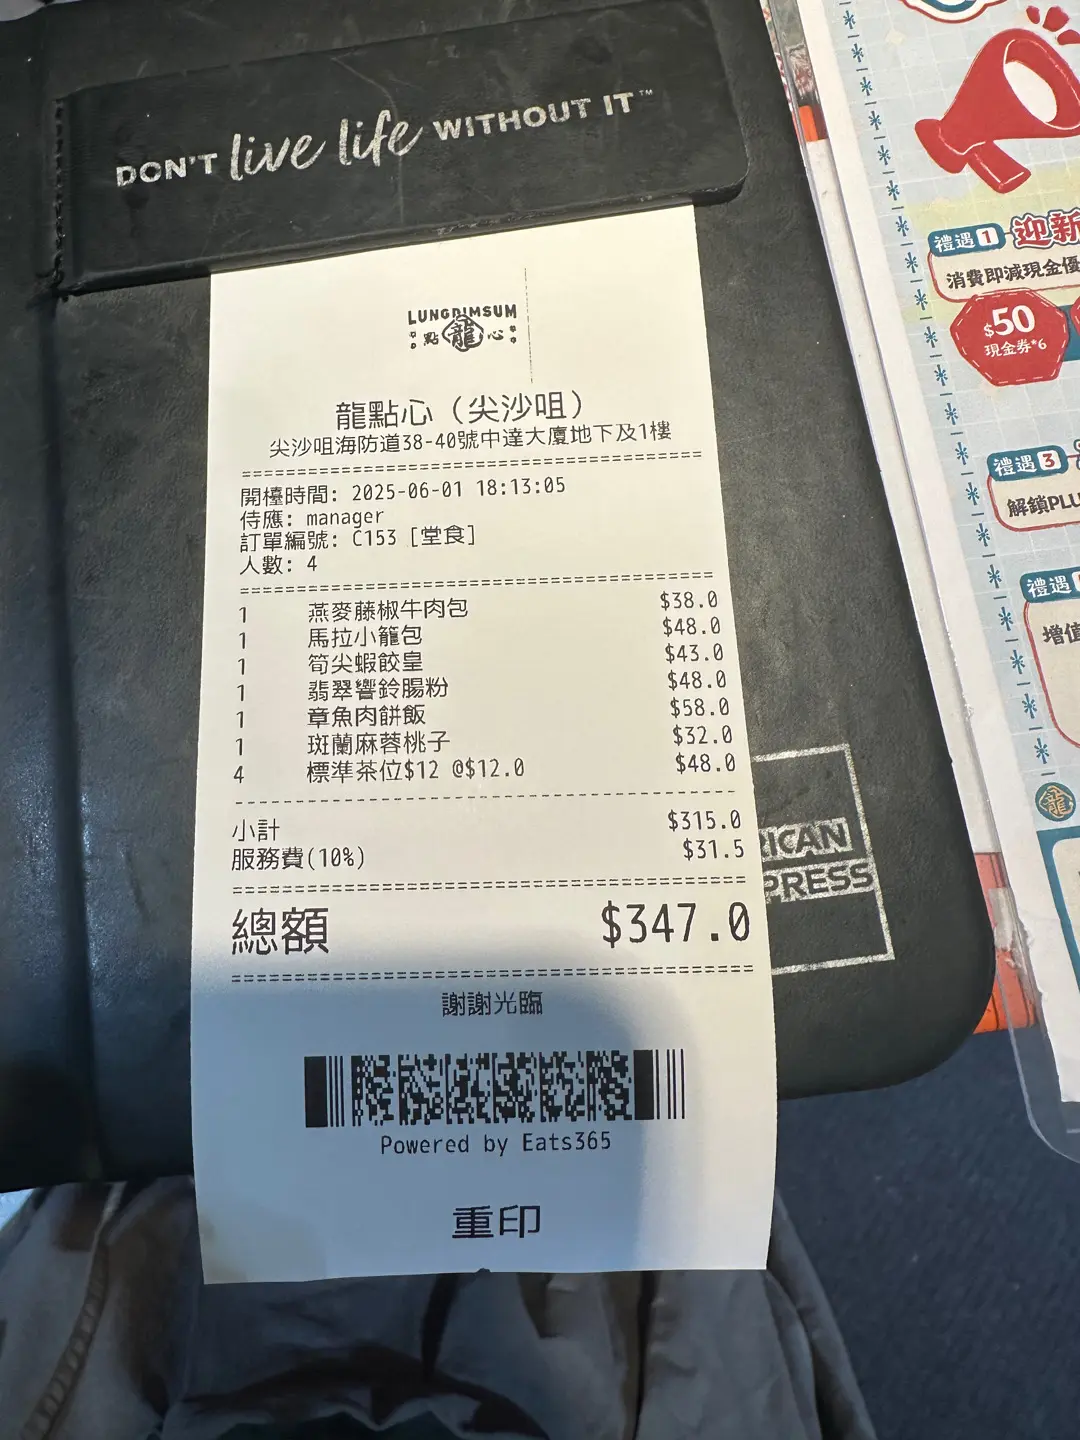 DON'T live life WITHOUT IT™
LUNGDIMSUM
點 龍 心
龍點心（尖沙咀）
尖沙咀海防道38-40號中達大廈地下及1樓
開檯時間: 2025-06-01 18:13:05
侍應: manager
訂單編號: C153 [堂食]
人數: 4
1 燕麥藤椒牛肉包 $38.0
1 馬拉小籠包 $48.0
1 筍尖蝦餃皇 $43.0
1 翡翠響鈴腸粉 $48.0
1 章魚肉餅飯 $58.0
1 斑蘭麻蓉桃子 $32.0
4 標準茶位$12 @$12.0 $48.0
小計 $315.0
服務費(10%) $31.5
總額 $347.0
謝謝光臨
Powered by Eats365
重印
RICAN
PRESS
禮遇 1 迎新
消費即減現金優
$50
現金券*6
禮遇 3
解鎖PLU
禮遇
增值
龍